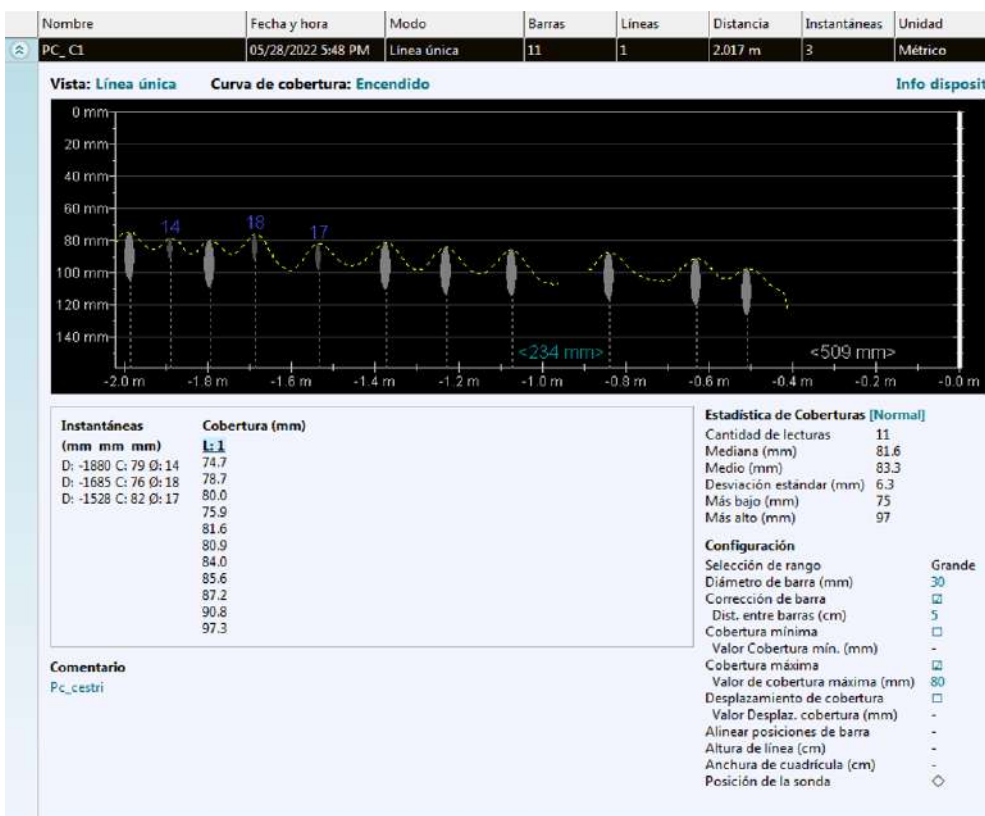 Nombre Fecha y hora Modo Barras Líneas Distancia Instantáneas Unidad
PC_C1 05/28/2022 5:48 PM Línea única 11 1 2.017 m 3 Métrico
Vista: Línea única Curva de cobertura: Encendido Info disposit
0 mm
20 mm
40 mm
60 mm
80 mm
100 mm
120 mm
140 mm
14 18 17
<234 mm> <509 mm>
-2.0 m -1.8 m -1.6 m -1.4 m -1.2 m -1.0 m -0.8 m -0.6 m -0.4 m -0.2 m -0.0 m
Instantáneas
(mm mm mm)
D: -1880 C: 79 Ø: 14
D: -1685 C: 76 Ø: 18
D: -1528 C: 82 Ø: 17
Cobertura (mm)
L: 1
74.7
78.7
80.0
75.9
81.6
80.9
84.0
85.6
87.2
90.8
97.3
Comentario
Pc_cestri
Estadística de Coberturas [Normal]
Cantidad de lecturas 11
Mediana (mm) 81.6
Medio (mm) 83.3
Desviación estándar (mm) 6.3
Más bajo (mm) 75
Más alto (mm) 97
Configuración
Selección de rango Grande
Diámetro de barra (mm) 30
Corrección de barra ☑
Dist. entre barras (cm) 5
Cobertura mínima ☐
Valor Cobertura mín. (mm) -
Cobertura máxima ☑
Valor de cobertura máxima (mm) 80
Desplazamiento de cobertura ☐
Valor Desplaz. cobertura (mm) -
Alinear posiciones de barra -
Altura de línea (cm) -
Anchura de cuadrícula (cm) -
Posición de la sonda ◇